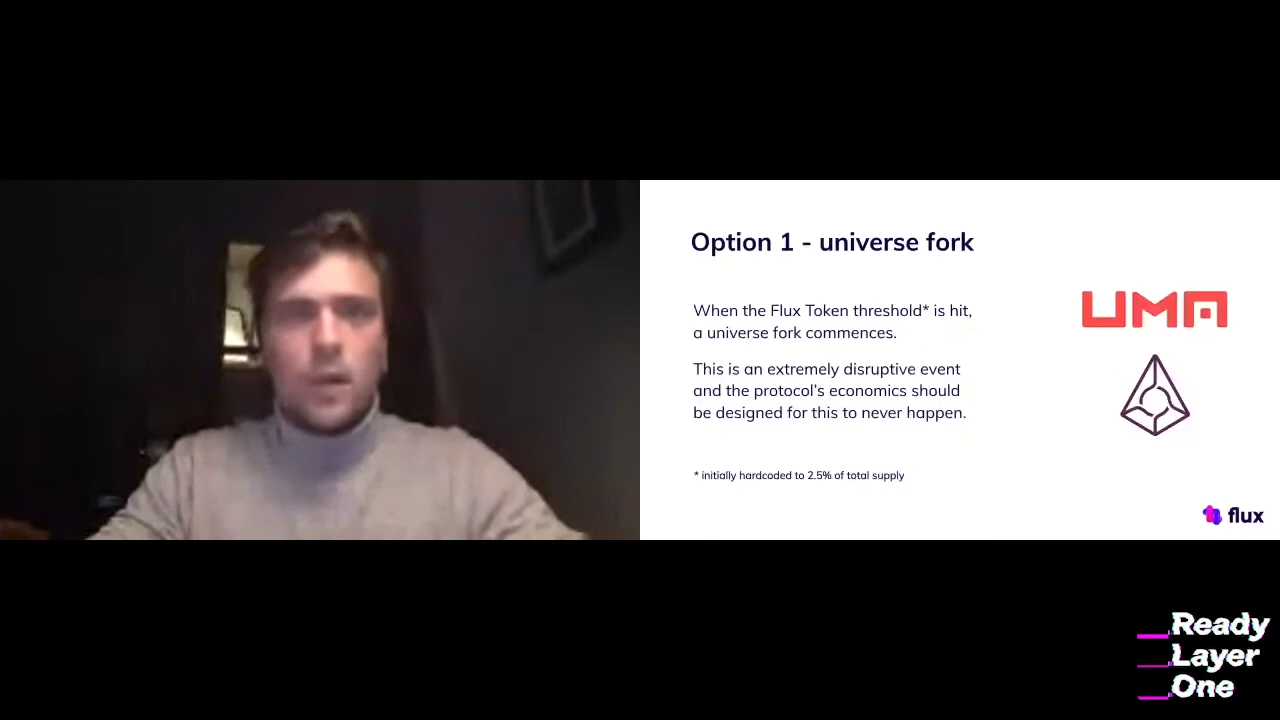 Option 1 - universe fork
When the Flux Token threshold* is hit,
a universe fork commences.
This is an extremely disruptive event
and the protocol's economics should
be designed for this to never happen.
* initially hardcoded to 2.5% of total supply
UMA
flux
Ready
Layer
One